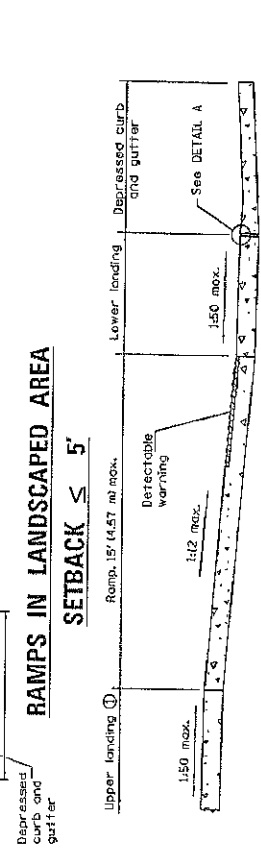 Depressed
curb and
gutter
RAMPS IN LANDSCAPED AREA
SETBACK ≤ 5'
Upper landing ①
Ramp, 15' (4.57 m) max.
Lower landing
Depressed curb
and gutter
Detectable
warning
See DETAIL A
1:50 max.
1:12 max.
1:50 max.